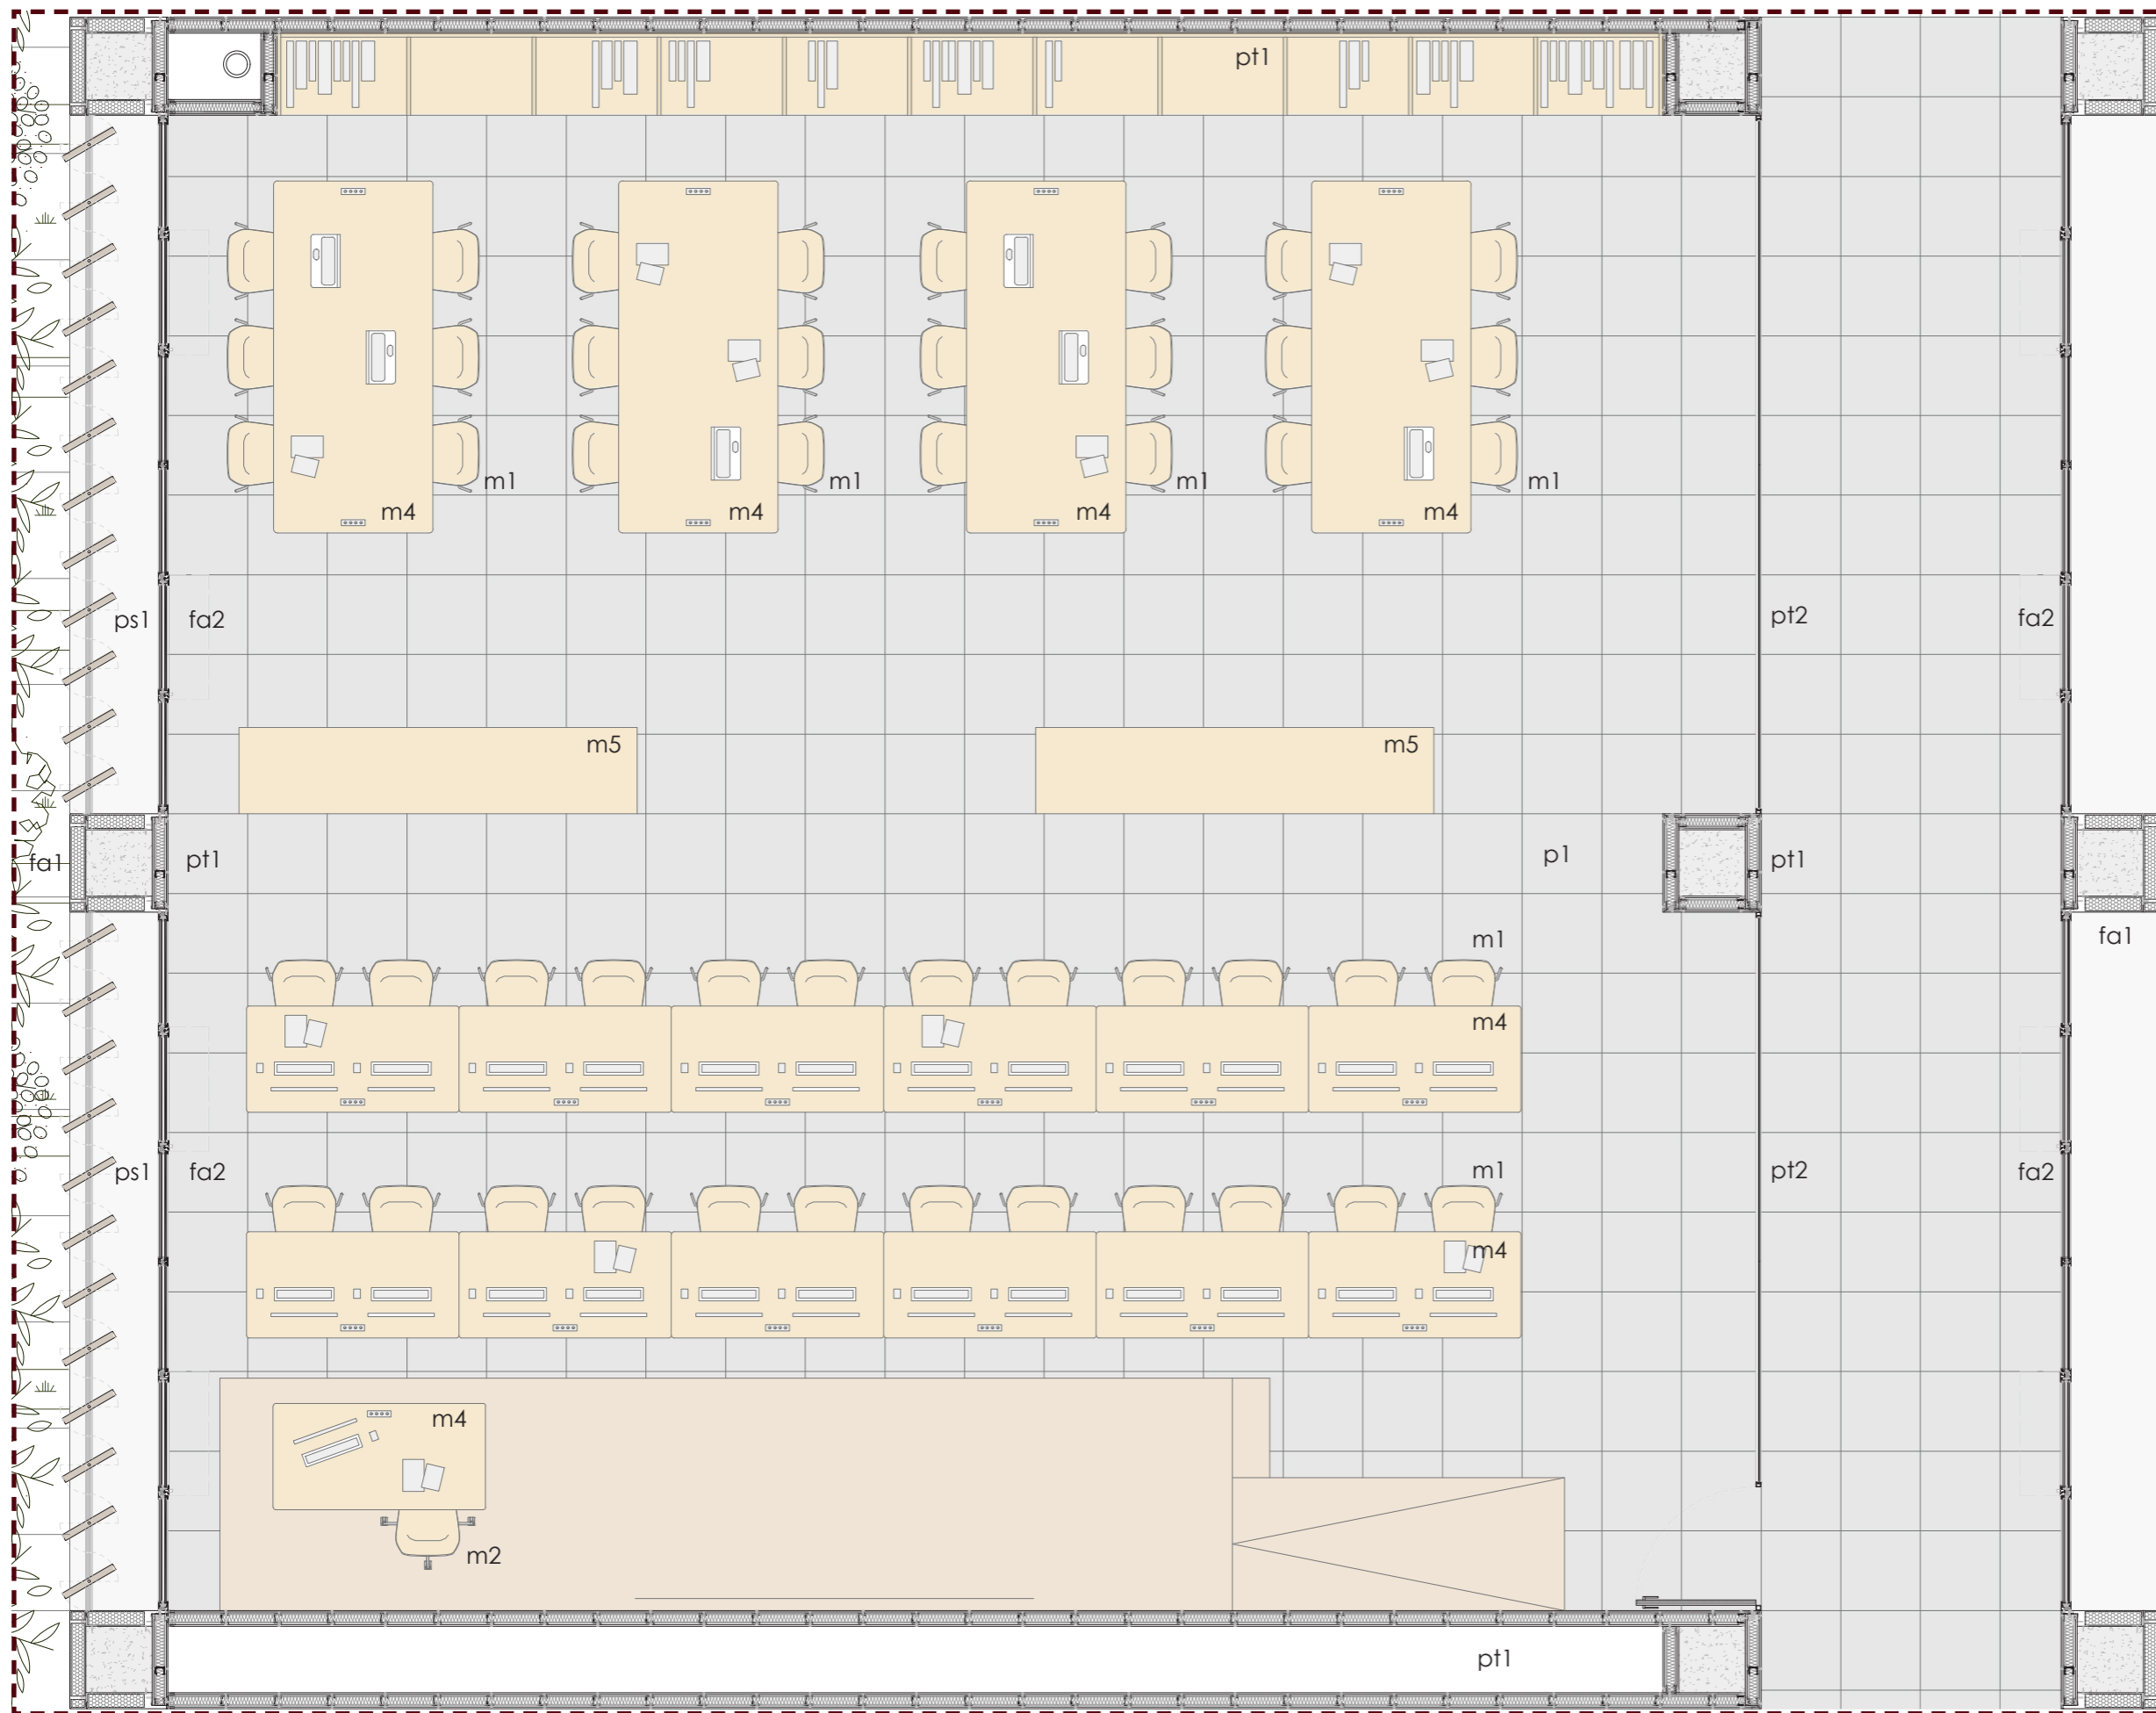 pt1
m1 m1 m1 m1
m4 m4 m4 m4
ps1 fa2 pt2 fa2
m5 m5
fa1 pt1 p1 pt1
m1 fa1
m4
ps1 fa2 m1 pt2 fa2
m4
m4
m2
pt1